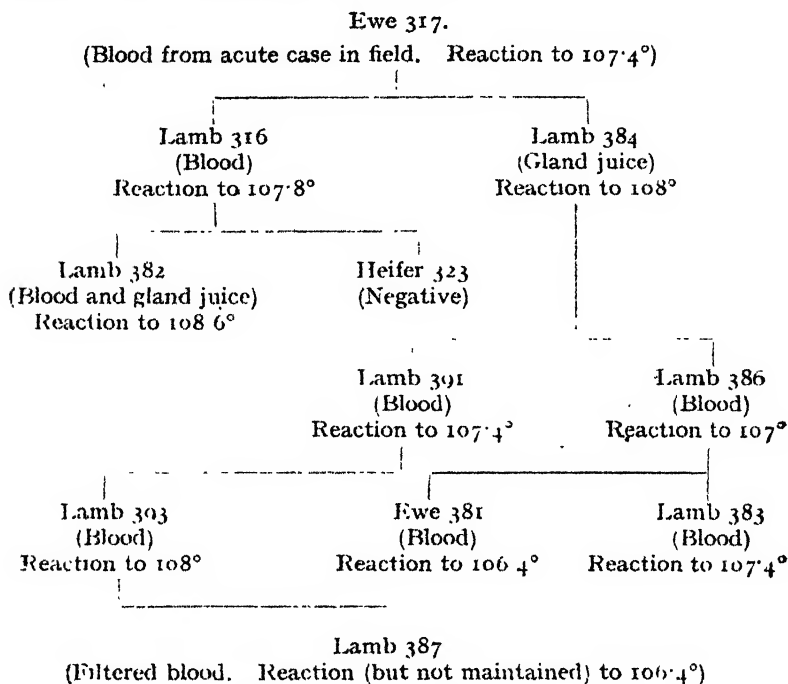 Ewe 317.
(Blood from acute case in field. Reaction to 107·4°)
Lamb 316 Lamb 384
(Blood) (Gland juice)
Reaction to 107·8° Reaction to 108°
Lamb 382 Heifer 323
(Blood and gland juice) (Negative)
Reaction to 108 6°
Lamb 391 Lamb 386
(Blood) (Blood)
Reaction to 107·4° Reaction to 107°
Lamb 393 Ewe 381 Lamb 383
(Blood) (Blood) (Blood)
Reaction to 108° Reaction to 106 4° Reaction to 107·4°
Lamb 387
(Filtered blood. Reaction (but not maintained) to 106·4°)